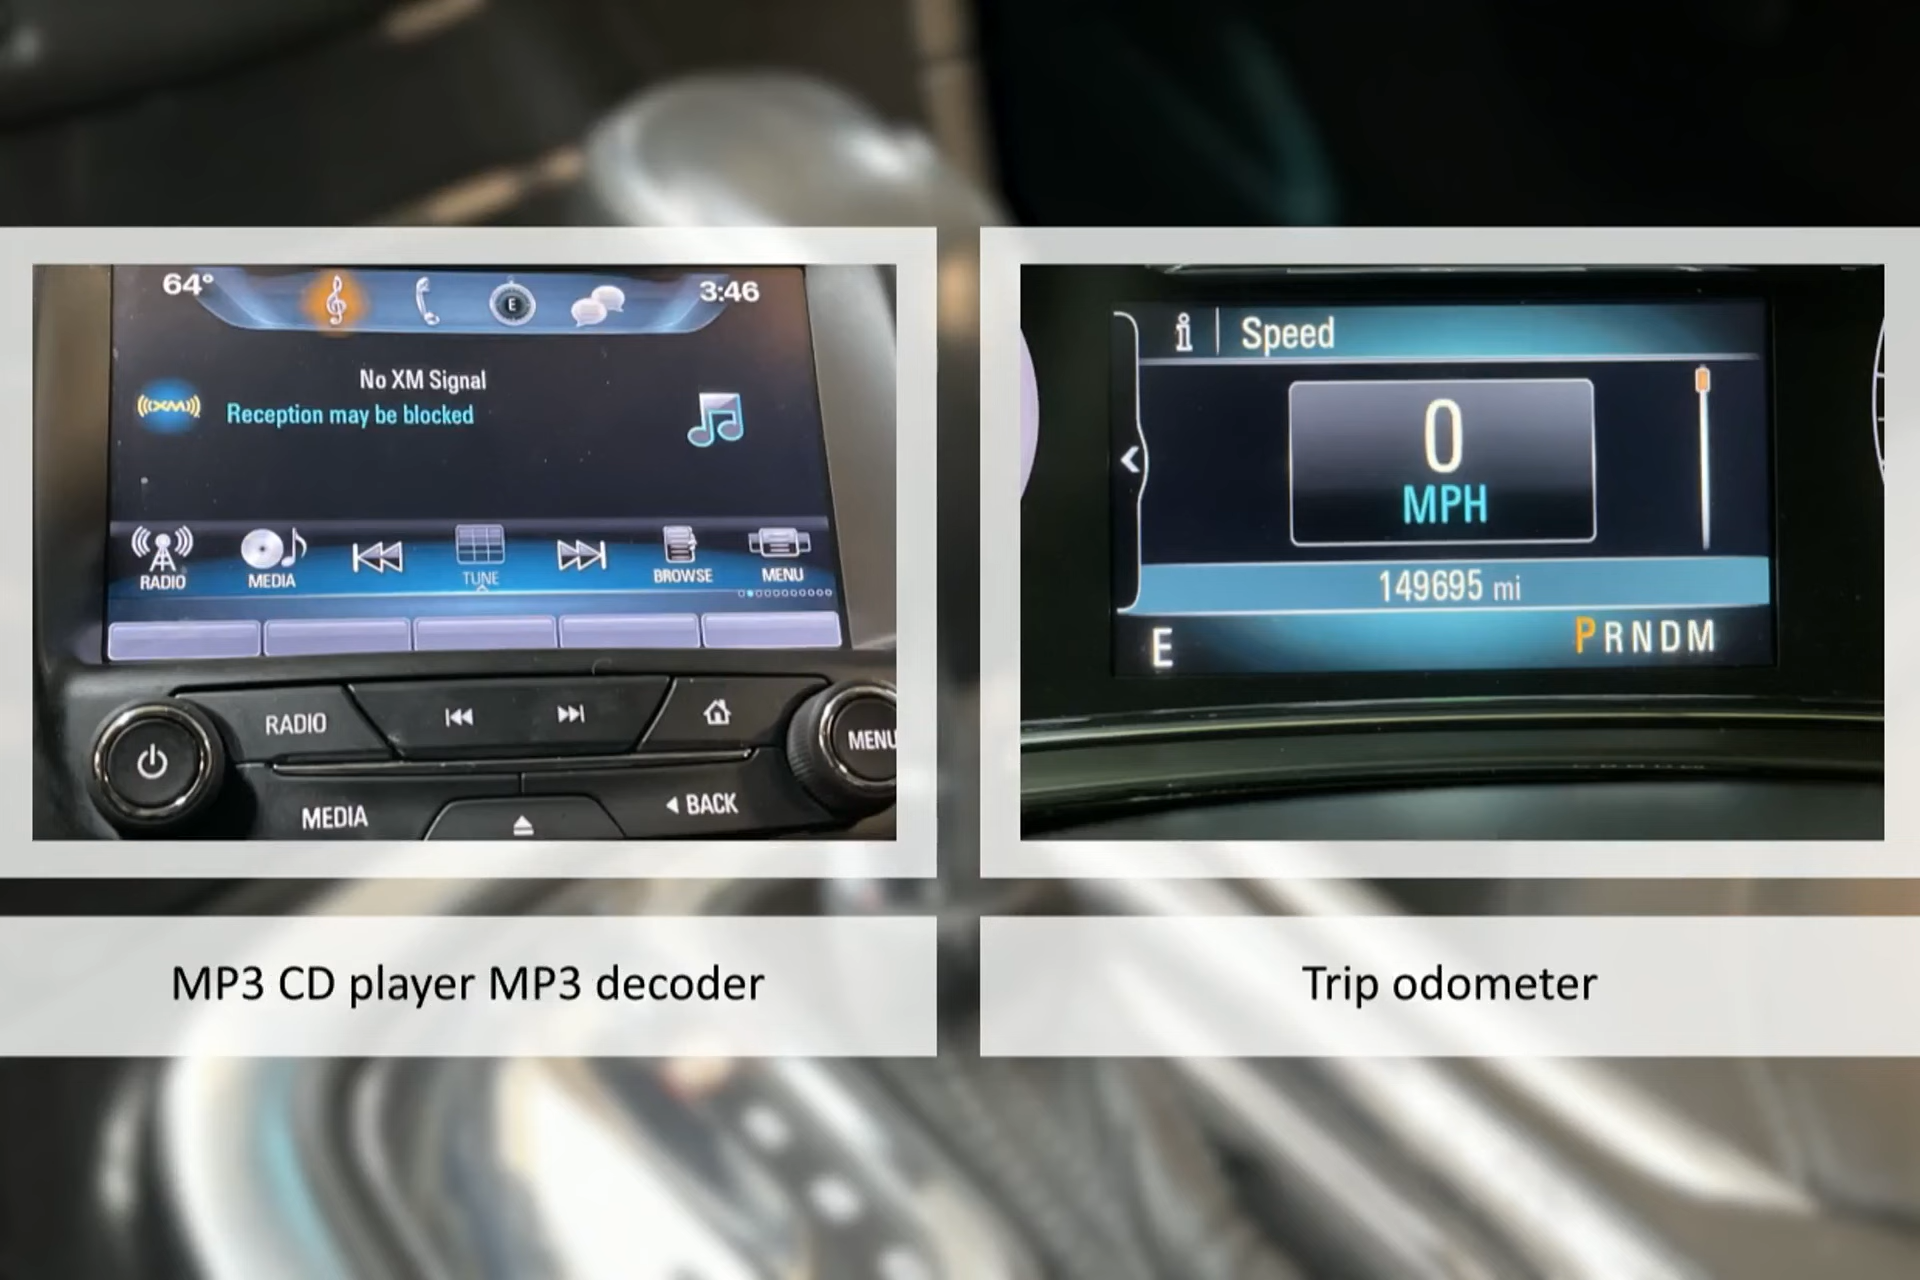 64° 3:46
E
No XM Signal
((XM))
Reception may be blocked
RADIO MEDIA TUNE BROWSE MENU
RADIO
MENU
MEDIA
BACK
i Speed
0
MPH
149695 mi
E PRNDM
MP3 CD player MP3 decoder
Trip odometer